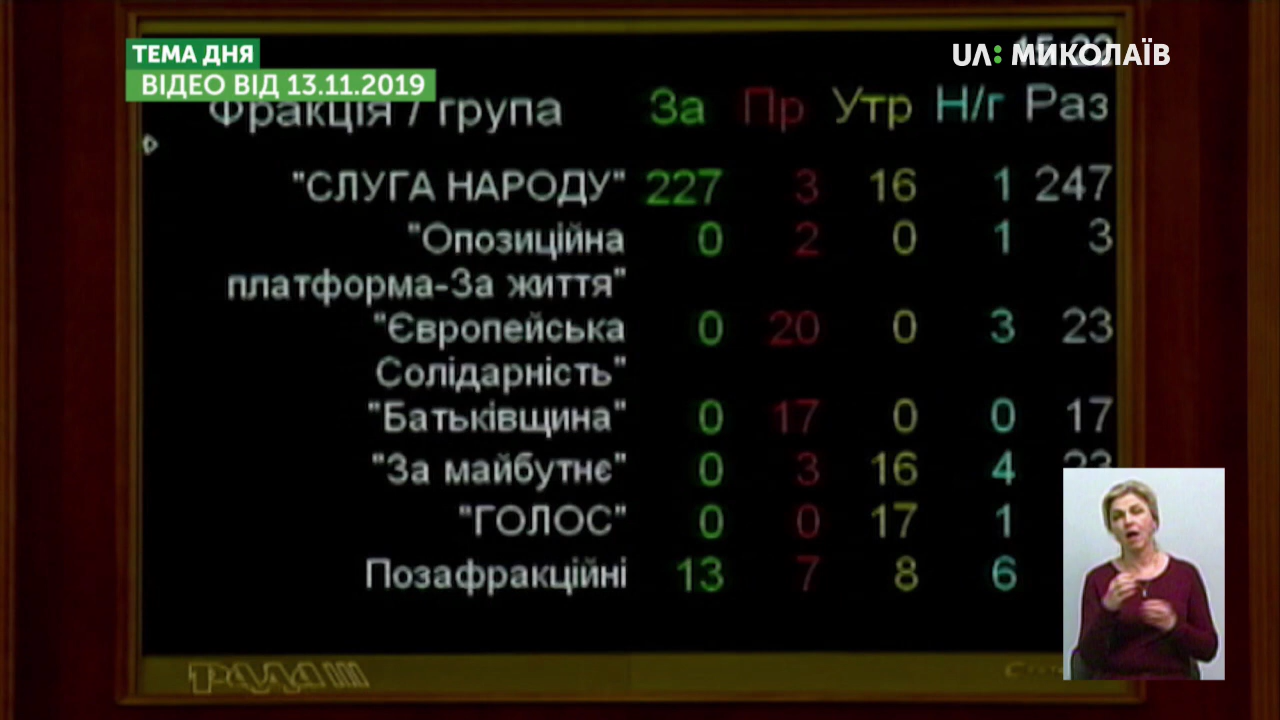 ТЕМА ДНЯ
ВІДЕО ВІД 13.11.2019
UA: МИКОЛАЇВ
Фракція / група За Пр Утр Н/г Раз
"СЛУГА НАРОДУ" 227 3 16 1 247
"Опозиційна 0 2 0 1 3
платформа-За життя"
"Європейська 0 20 0 3 23
Солідарність"
"Батьківщина" 0 17 0 0 17
"За майбутнє" 0 3 16 4 23
"ГОЛОС" 0 0 17 1
Позафракційні 13 7 8 6
РАДА III